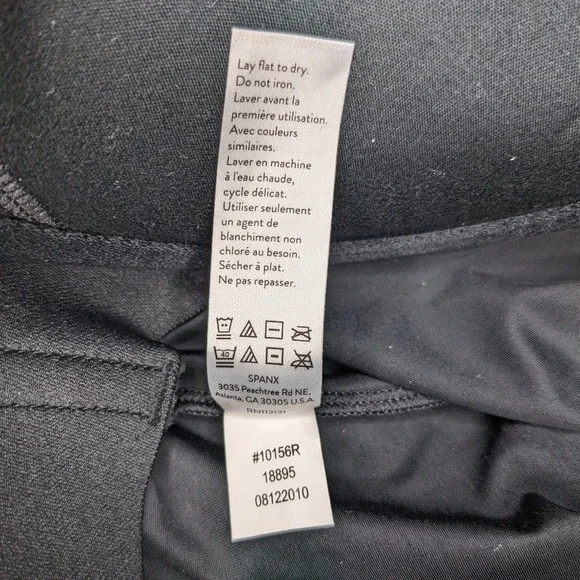 Lay flat to dry.
Do not iron.
Laver avant la
première utilisation.
Avec couleurs
similaires.
Laver en machine
à l'eau chaude,
cycle délicat.
Utiliser seulement
un agent de
blanchiment non
chloré au besoin.
Sécher à plat.
Ne pas repasser.
40
SPANX
3035 Peachtree Rd NE,
Atlanta, GA 30305 U.S.A.
#10156R
18895
08122010